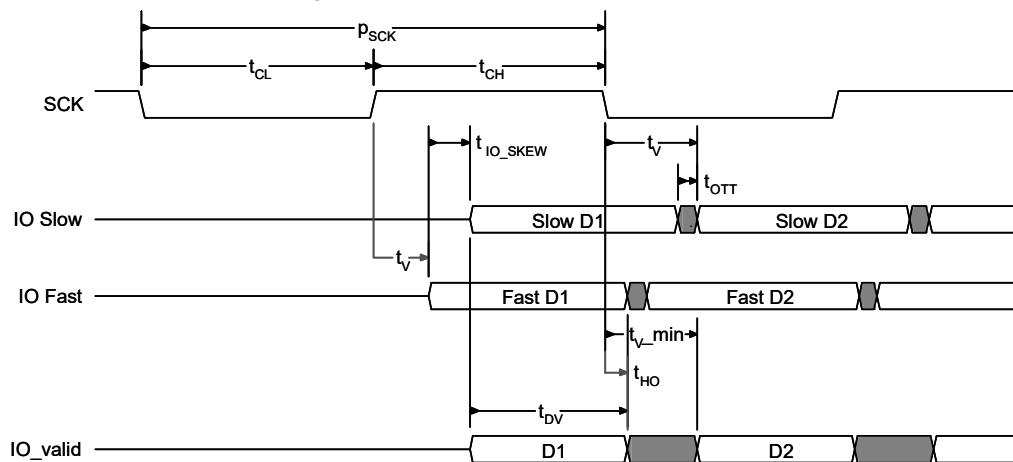 pSCK
tCL
tCH
SCK
tIO_SKEW
tV
tOTT
IO Slow
Slow D1
Slow D2
tV
IO Fast
Fast D1
Fast D2
tV_min
tHO
tDV
IO_valid
D1
D2